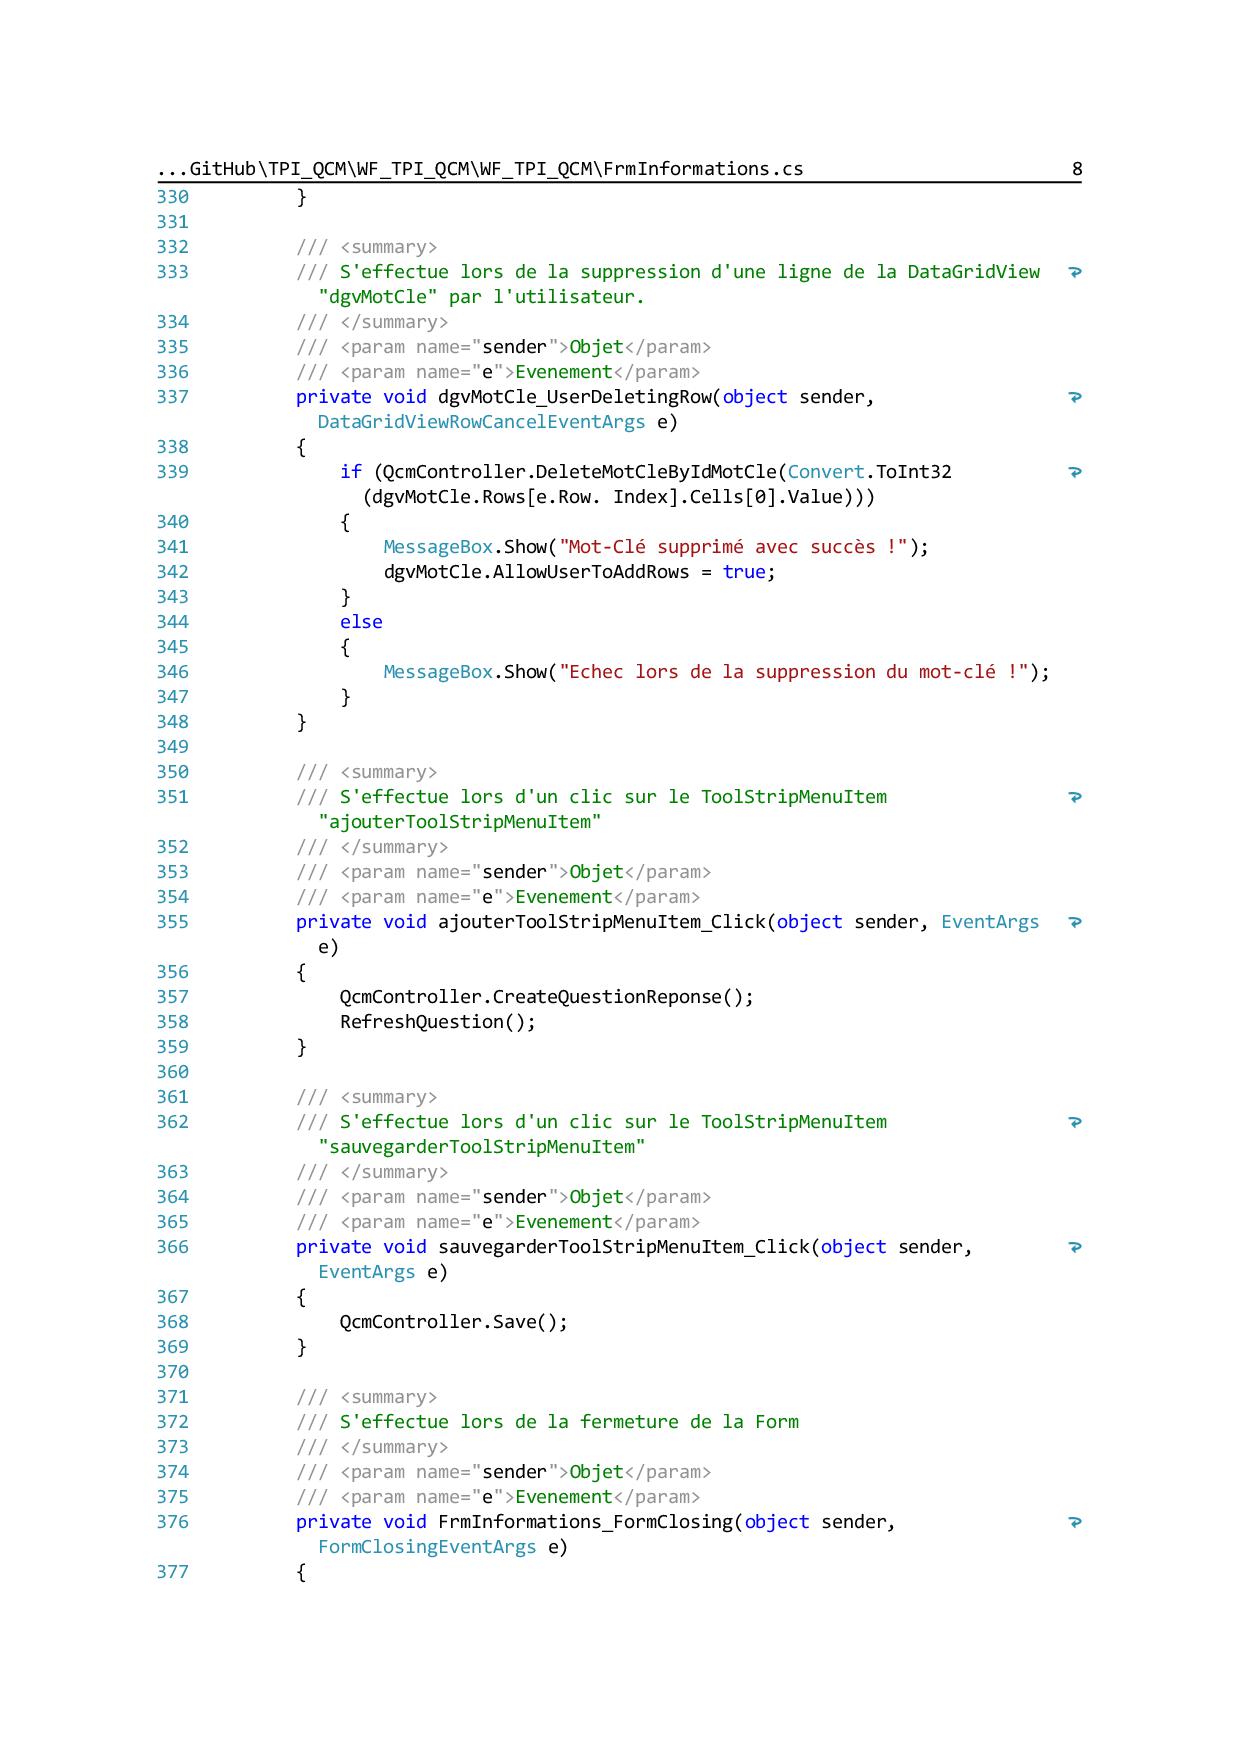 ...GitHub\TPI_QCM\WF_TPI_QCM\WF_TPI_QCM\FrmInformations.cs 8
330 }
331
332 /// <summary>
333 /// S'effectue lors de la suppression d'une ligne de la DataGridView
"dgvMotCle" par l'utilisateur.
334 /// </summary>
335 /// <param name="sender">Objet</param>
336 /// <param name="e">Evenement</param>
337 private void dgvMotCle_UserDeletingRow(object sender,
DataGridViewRowCancelEventArgs e)
338 {
339 if (QcmController.DeleteMotCleByIdMotCle(Convert.ToInt32
(dgvMotCle.Rows[e.Row. Index].Cells[0].Value)))
340 {
341 MessageBox.Show("Mot-Clé supprimé avec succès !");
342 dgvMotCle.AllowUserToAddRows = true;
343 }
344 else
345 {
346 MessageBox.Show("Echec lors de la suppression du mot-clé !");
347 }
348 }
349
350 /// <summary>
351 /// S'effectue lors d'un clic sur le ToolStripMenuItem
"ajouterToolStripMenuItem"
352 /// </summary>
353 /// <param name="sender">Objet</param>
354 /// <param name="e">Evenement</param>
355 private void ajouterToolStripMenuItem_Click(object sender, EventArgs
e)
356 {
357 QcmController.CreateQuestionReponse();
358 RefreshQuestion();
359 }
360
361 /// <summary>
362 /// S'effectue lors d'un clic sur le ToolStripMenuItem
"sauvegarderToolStripMenuItem"
363 /// </summary>
364 /// <param name="sender">Objet</param>
365 /// <param name="e">Evenement</param>
366 private void sauvegarderToolStripMenuItem_Click(object sender,
EventArgs e)
367 {
368 QcmController.Save();
369 }
370
371 /// <summary>
372 /// S'effectue lors de la fermeture de la Form
373 /// </summary>
374 /// <param name="sender">Objet</param>
375 /// <param name="e">Evenement</param>
376 private void FrmInformations_FormClosing(object sender,
FormClosingEventArgs e)
377 {